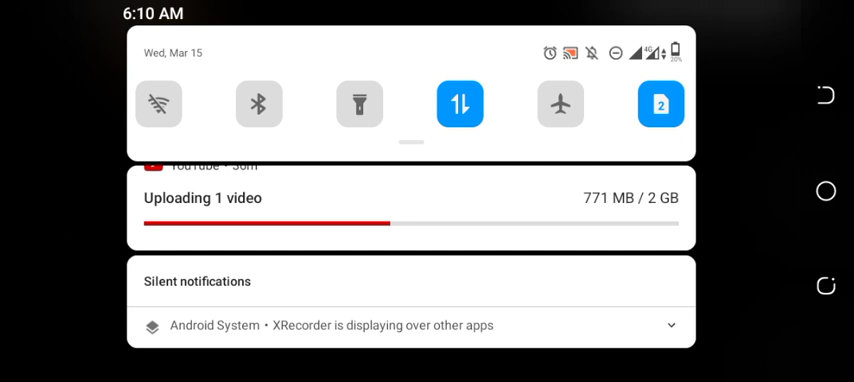 6:10 AM
Wed, Mar 15
4G
20%
2
YouTube • 30m
Uploading 1 video
771 MB / 2 GB
Silent notifications
Android System • XRecorder is displaying over other apps